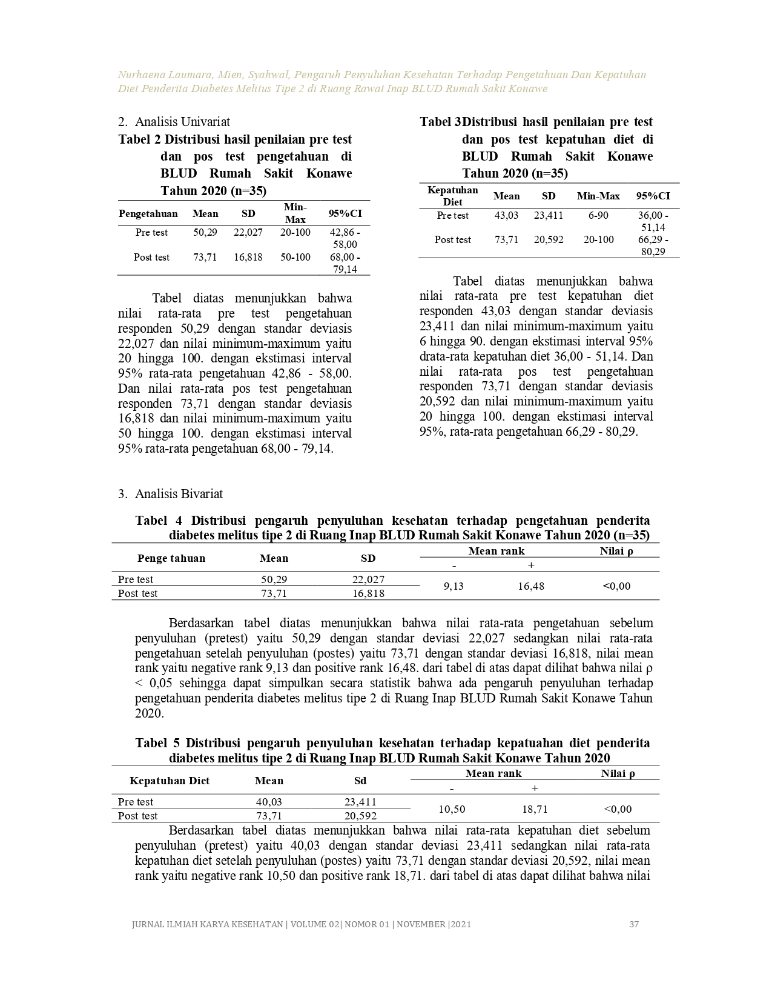 Nurhaena Laumara, Mien, Syahwal, Pengaruh Penyuluhan Kesehatan Terhadap Pengetahuan Dan Kepatuhan
Diet Penderita Diabetes Melitus Tipe 2 di Ruang Rawat Inap BLUD Rumah Sakit Konawe
2. Analisis Univariat
Tabel 2 Distribusi hasil penilaian pre test
dan pos test pengetahuan di
BLUD Rumah Sakit Konawe
Tahun 2020 (n=35)
Pengetahuan Mean SD Min-Max 95%CI
Pre test 50,29 22,027 20-100 42,86 - 58,00
Post test 73,71 16,818 50-100 68,00 - 79,14
Tabel diatas menunjukkan bahwa
nilai rata-rata pre test pengetahuan
responden 50,29 dengan standar deviasis
22,027 dan nilai minimum-maximum yaitu
20 hingga 100. dengan ekstimasi interval
95% rata-rata pengetahuan 42,86 - 58,00.
Dan nilai rata-rata pos test pengetahuan
responden 73,71 dengan standar deviasis
16,818 dan nilai minimum-maximum yaitu
50 hingga 100. dengan ekstimasi interval
95% rata-rata pengetahuan 68,00 - 79,14.
Tabel 3Distribusi hasil penilaian pre test
dan pos test kepatuhan diet di
BLUD Rumah Sakit Konawe
Tahun 2020 (n=35)
Kepatuhan Diet Mean SD Min-Max 95%CI
Pre test 43,03 23,411 6-90 36,00 - 51,14
Post test 73,71 20,592 20-100 66,29 - 80,29
Tabel diatas menunjukkan bahwa
nilai rata-rata pre test kepatuhan diet
responden 43,03 dengan standar deviasis
23,411 dan nilai minimum-maximum yaitu
6 hingga 90. dengan ekstimasi interval 95%
drata-rata kepatuhan diet 36,00 - 51,14. Dan
nilai rata-rata pos test pengetahuan
responden 73,71 dengan standar deviasis
20,592 dan nilai minimum-maximum yaitu
20 hingga 100. dengan ekstimasi interval
95%, rata-rata pengetahuan 66,29 - 80,29.
3. Analisis Bivariat
Tabel 4 Distribusi pengaruh penyuluhan kesehatan terhadap pengetahuan penderita
diabetes melitus tipe 2 di Ruang Inap BLUD Rumah Sakit Konawe Tahun 2020 (n=35)
Penge tahuan Mean SD Mean rank Nilai ρ
- +
Pre test 50,29 22,027 9,13 16,48 <0,00
Post test 73,71 16,818
Berdasarkan tabel diatas menunjukkan bahwa nilai rata-rata pengetahuan sebelum
penyuluhan (pretest) yaitu 50,29 dengan standar deviasi 22,027 sedangkan nilai rata-rata
pengetahuan setelah penyuluhan (postes) yaitu 73,71 dengan standar deviasi 16,818, nilai mean
rank yaitu negative rank 9,13 dan positive rank 16,48. dari tabel di atas dapat dilihat bahwa nilai ρ
< 0,05 sehingga dapat simpulkan secara statistik bahwa ada pengaruh penyuluhan terhadap
pengetahuan penderita diabetes melitus tipe 2 di Ruang Inap BLUD Rumah Sakit Konawe Tahun
2020.
Tabel 5 Distribusi pengaruh penyuluhan kesehatan terhadap kepatuahan diet penderita
diabetes melitus tipe 2 di Ruang Inap BLUD Rumah Sakit Konawe Tahun 2020
Kepatuhan Diet Mean Sd Mean rank Nilai ρ
- +
Pre test 40,03 23,411 10,50 18,71 <0,00
Post test 73,71 20,592
Berdasarkan tabel diatas menunjukkan bahwa nilai rata-rata kepatuhan diet sebelum
penyuluhan (pretest) yaitu 40,03 dengan standar deviasi 23,411 sedangkan nilai rata-rata
kepatuhan diet setelah penyuluhan (postes) yaitu 73,71 dengan standar deviasi 20,592, nilai mean
rank yaitu negative rank 10,50 dan positive rank 18,71. dari tabel di atas dapat dilihat bahwa nilai
JURNAL ILMIAH KARYA KESEHATAN | VOLUME 02| NOMOR 01 | NOVEMBER |2021 37